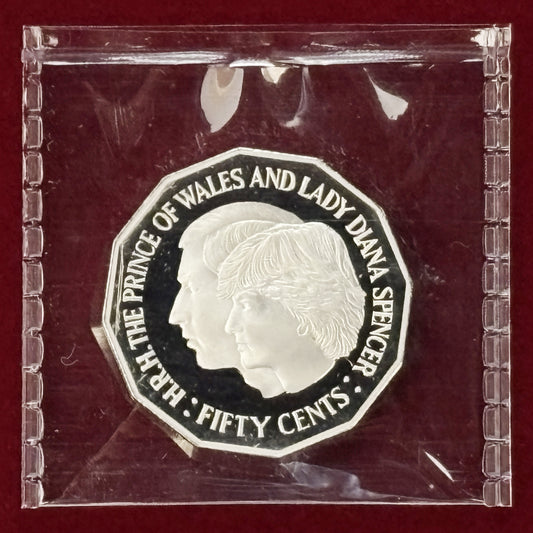 H.R.H. THE PRINCE OF WALES AND LADY DIANA SPENCER
: FIFTY CENTS :